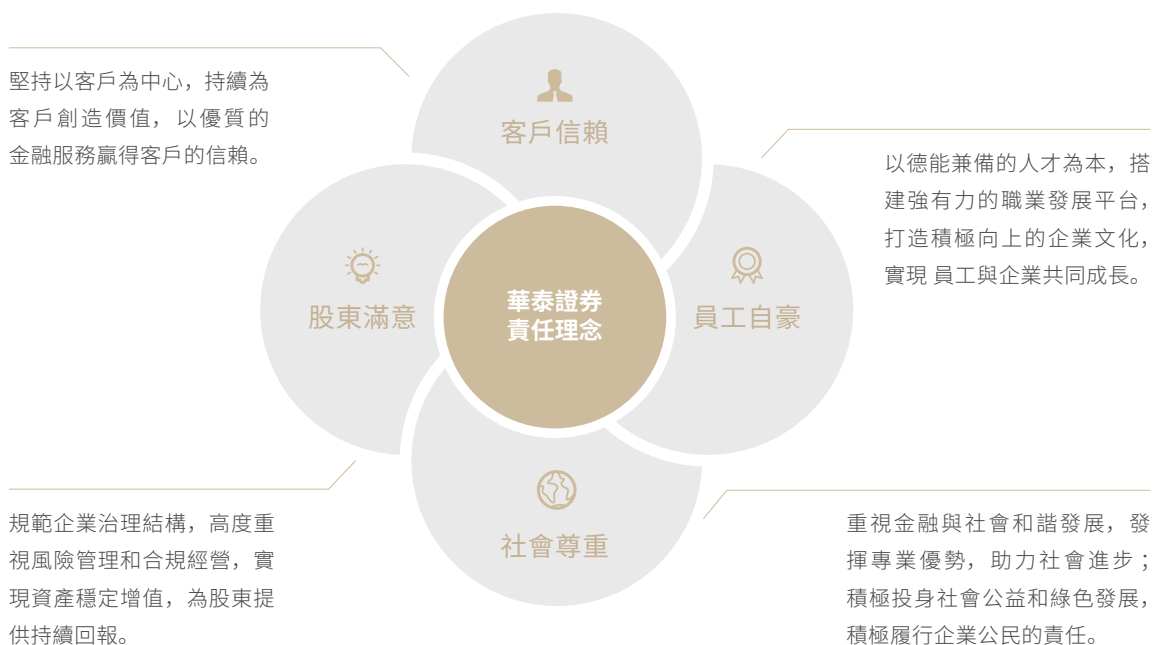 堅持以客戶為中心，持續為
客戶創造價值，以優質的
金融服務贏得客戶的信賴。
客戶信賴
以德能兼備的人才為本，搭
建強有力的職業發展平台，
打造積極向上的企業文化，
實現 員工與企業共同成長。
股東滿意
華泰證券
責任理念
員工自豪
社會尊重
規範企業治理結構，高度重
視風險管理和合規經營，實
現資產穩定增值，為股東提
供持續回報。
重視金融與社會和諧發展，發
揮專業優勢，助力社會進步；
積極投身社會公益和綠色發展，
積極履行企業公民的責任。